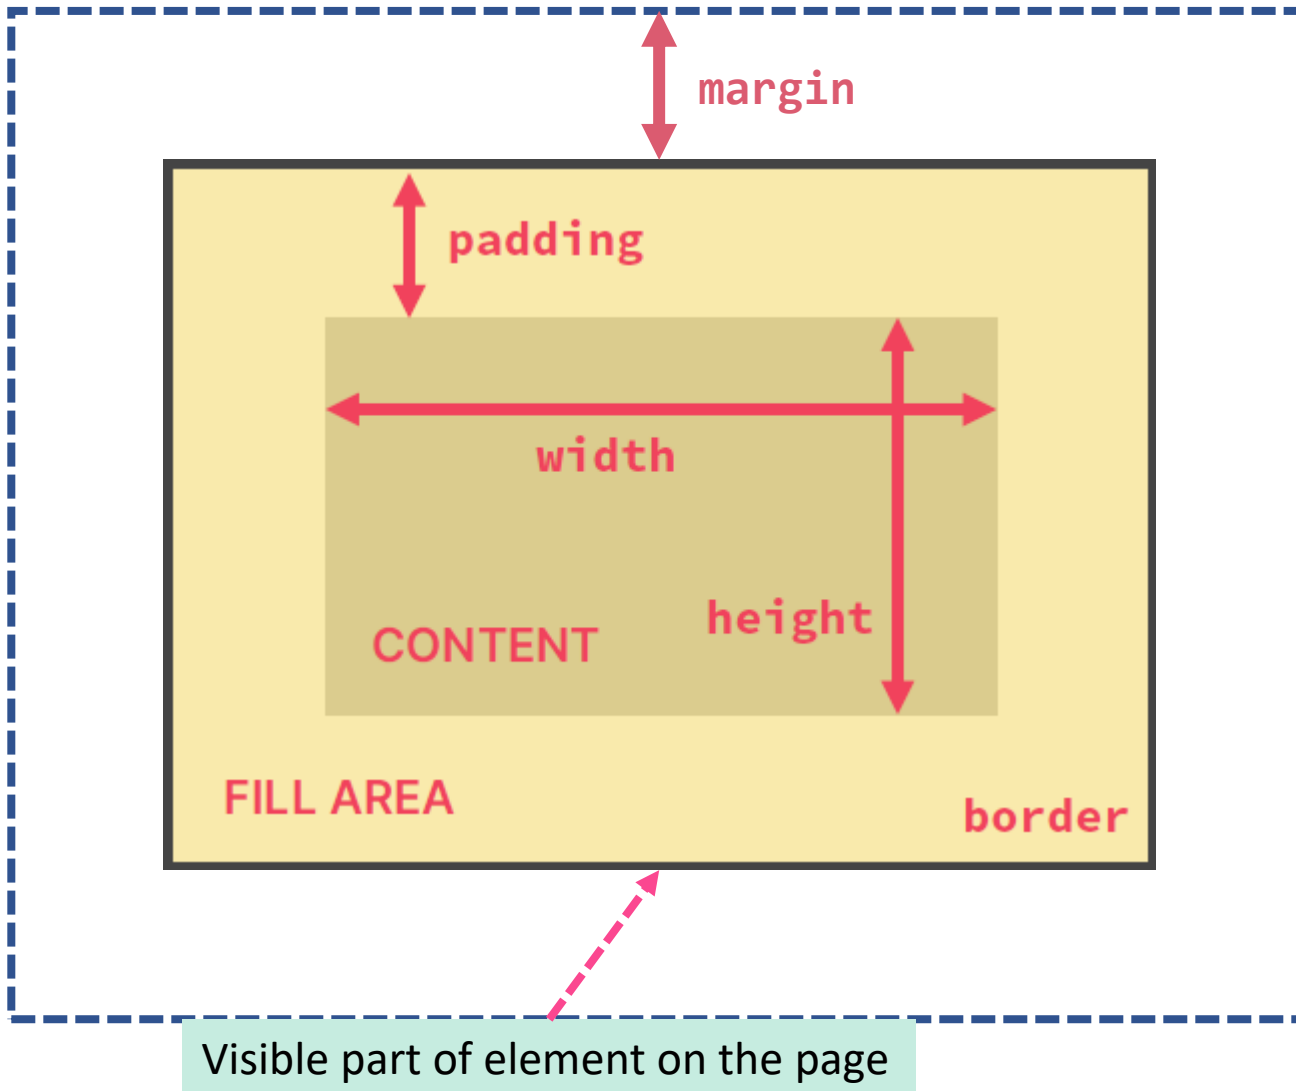 margin
padding
width
height
CONTENT
FILL AREA
border
Visible part of element on the page